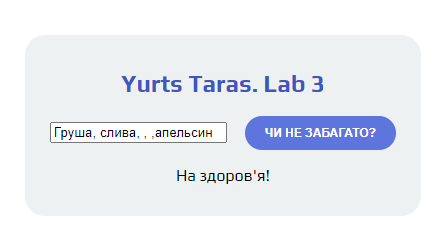 Yurts Taras. Lab 3
Груша, слива, , ,апельсин
ЧИ НЕ ЗАБАГАТО?
На здоров'я!